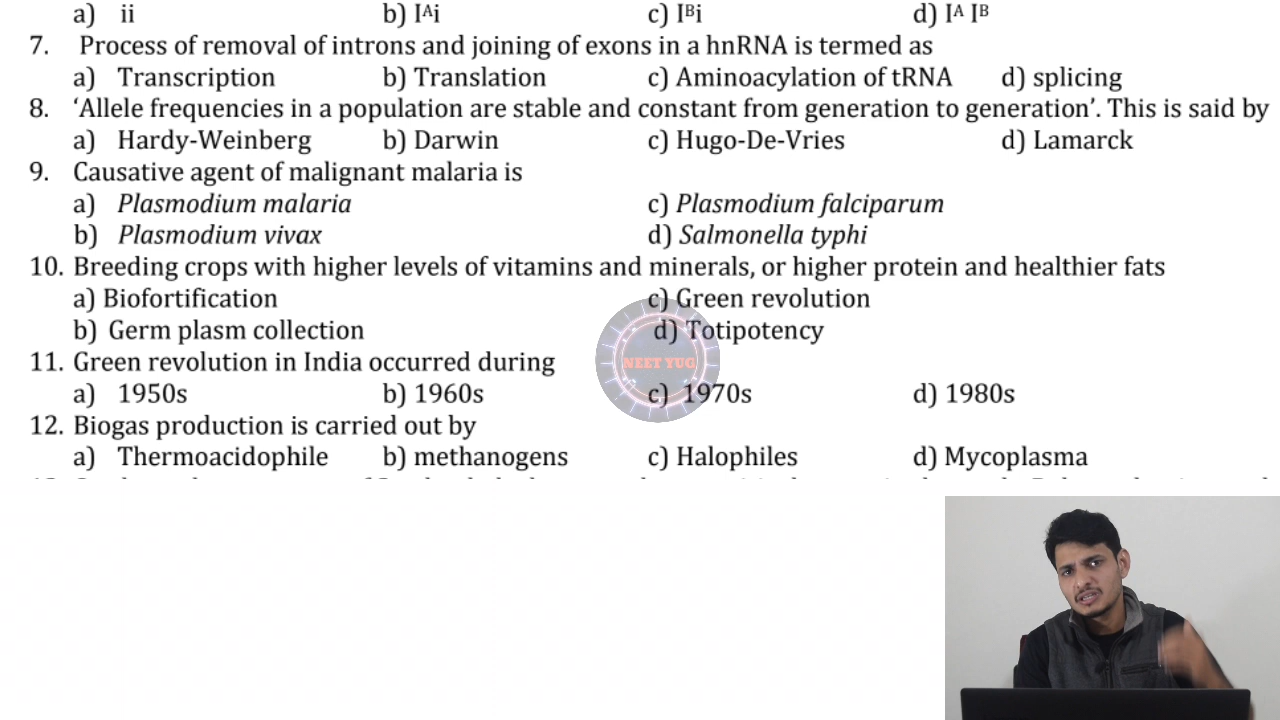 a) ii b) Iᴬi c) Iᴮi d) Iᴬ Iᴮ
7. Process of removal of introns and joining of exons in a hnRNA is termed as
a) Transcription b) Translation c) Aminoacylation of tRNA d) splicing
8. ‘Allele frequencies in a population are stable and constant from generation to generation’. This is said by
a) Hardy-Weinberg b) Darwin c) Hugo-De-Vries d) Lamarck
9. Causative agent of malignant malaria is
a) Plasmodium malaria c) Plasmodium falciparum
b) Plasmodium vivax d) Salmonella typhi
10. Breeding crops with higher levels of vitamins and minerals, or higher protein and healthier fats
a) Biofortification c) Green revolution
b) Germ plasm collection d) Totipotency
NEET YUG
11. Green revolution in India occurred during
a) 1950s b) 1960s c) 1970s d) 1980s
12. Biogas production is carried out by
a) Thermoacidophile b) methanogens c) Halophiles d) Mycoplasma